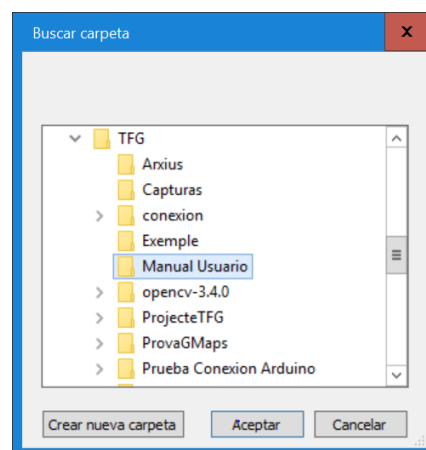 Buscar carpeta
TFG
Arxius
Capturas
conexion
Exemple
Manual Usuario
opencv-3.4.0
ProjecteTFG
ProvaGMaps
Prueba Conexion Arduino
Crear nueva carpeta Aceptar Cancelar